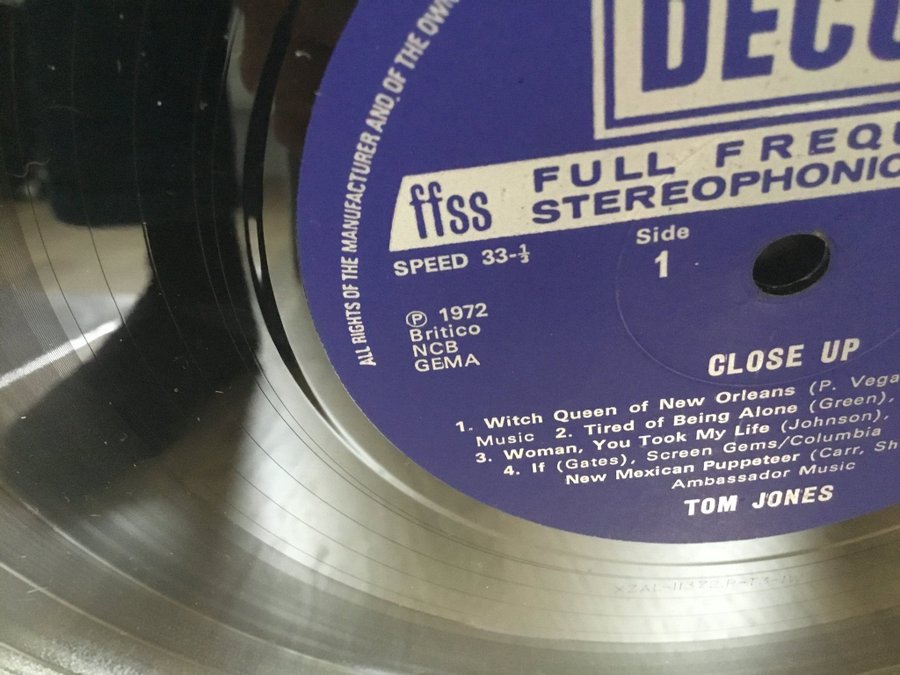 ALL RIGHTS OF THE MANUFACTURER AND OF THE
DECC
ffss FULL FREQU
STEREOPHONIC
SPEED 33-⅓
Side
1
Ⓟ 1972
Britico
NCB
GEMA
CLOSE UP
1. Witch Queen of New Orleans (P. Vega
Music 2. Tired of Being Alone (Green),
3. Woman, You Took My Life (Johnson),
4. If (Gates), Screen Gems/Columbia
New Mexican Puppeteer (Carr, Sh
Ambassador Music
TOM JONES